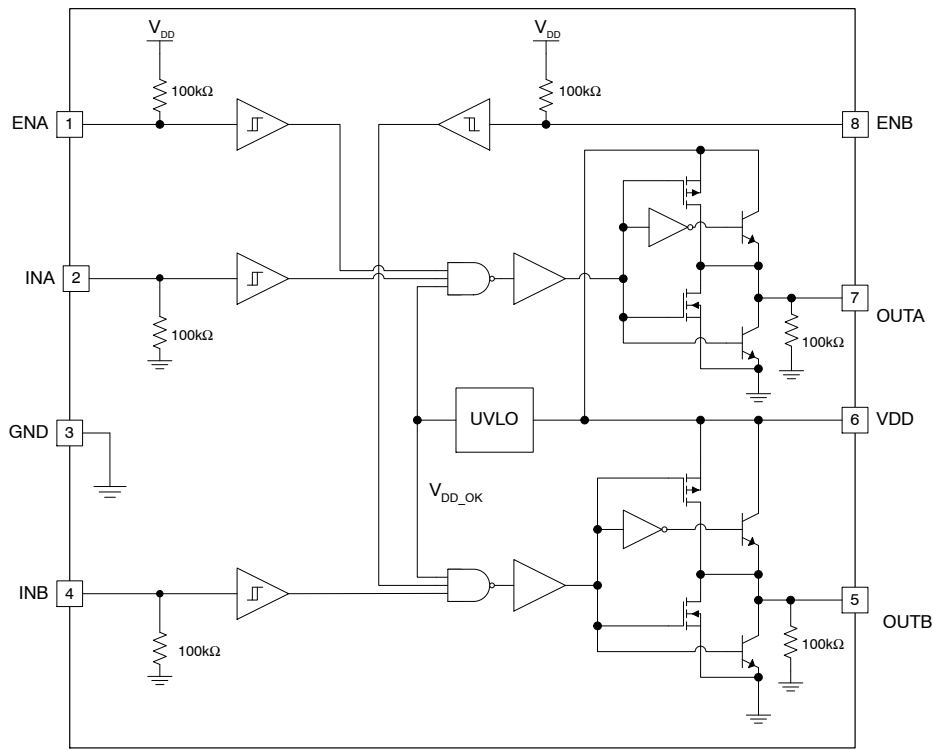 VDD
VDD
100kΩ
100kΩ
ENA
1
8
ENB
INA
2
7
OUTA
100kΩ
100kΩ
GND
3
UVLO
6
VDD
VDD_OK
INB
4
5
OUTB
100kΩ
100kΩ